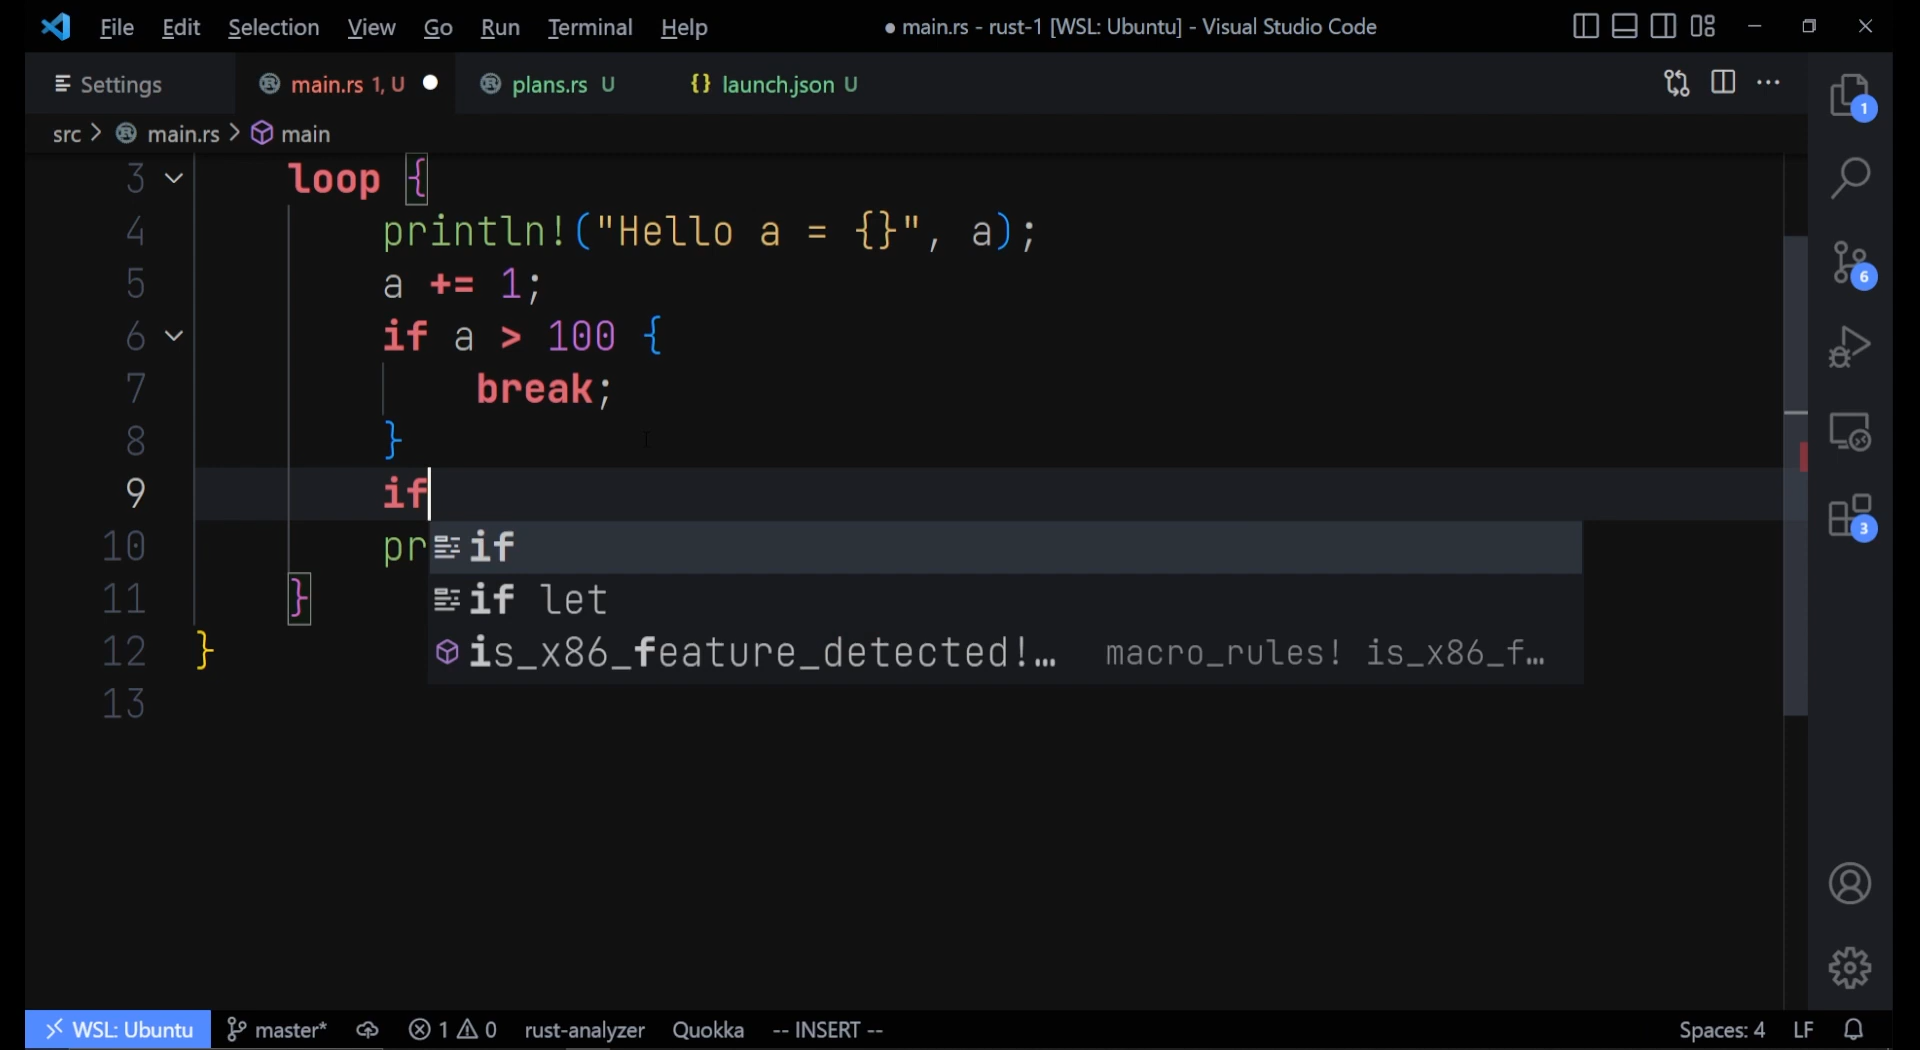 File Edit Selection View Go Run Terminal Help ● main.rs - rust-1 [WSL: Ubuntu] - Visual Studio Code
Settings main.rs 1, U plans.rs U {} launch.json U ...
src > main.rs > main
1
3 loop {
4 println!("Hello a = {}", a);
5 a += 1;
6
6 if a > 100 {
7 break;
8 }
9 if
10 pr if
3
11 } if let
12 } is_x86_feature_detected!… macro_rules! is_x86_f…
13
WSL: Ubuntu master* 1 0 rust-analyzer Quokka -- INSERT -- Spaces: 4 LF